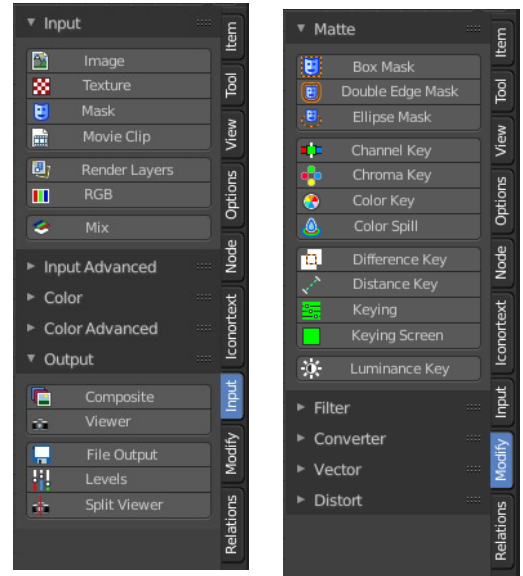 Input
Image
Texture
Mask
Movie Clip
Render Layers
RGB
Mix
Input Advanced
Color
Color Advanced
Output
Composite
Viewer
File Output
Levels
Split Viewer
Item
Tool
View
Options
Node
Iconortext
Input
Modify
Relations
Matte
Box Mask
Double Edge Mask
Ellipse Mask
Channel Key
Chroma Key
Color Key
Color Spill
Difference Key
Distance Key
Keying
Keying Screen
Luminance Key
Filter
Converter
Vector
Distort
Item
Tool
View
Options
Node
Iconortext
Input
Modify
Relations